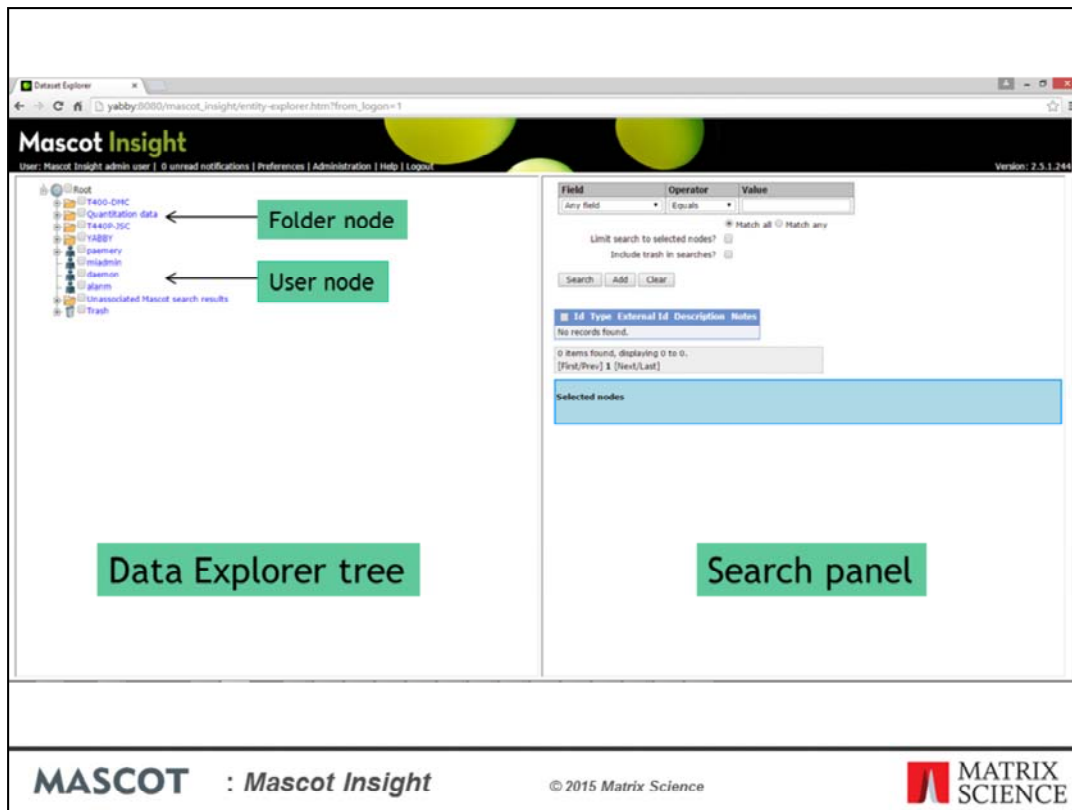 Dataset Explorer
yabby:8080/mascot_insight/entity-explorer.htm?from_logon=1
Mascot Insight
User: Mascot Insight admin user | 0 unread notifications | Preferences | Administration | Help | Logout
Version: 2.5.1.244
Root
T400-DMC
Quantitation data
T440P-JSC
YABBY
paemery
miadmin
daemon
alarm
Unassociated Mascot search results
Trash
Folder node
User node
Data Explorer tree
Field Operator Value
Any field Equals
Match all Match any
Limit search to selected nodes?
Include trash in searches?
Search Add Clear
Id Type External Id Description Notes
No records found.
0 items found, displaying 0 to 0.
[First/Prev] 1 [Next/Last]
Selected nodes
Search panel
MASCOT : Mascot Insight © 2015 Matrix Science MATRIX
SCIENCE